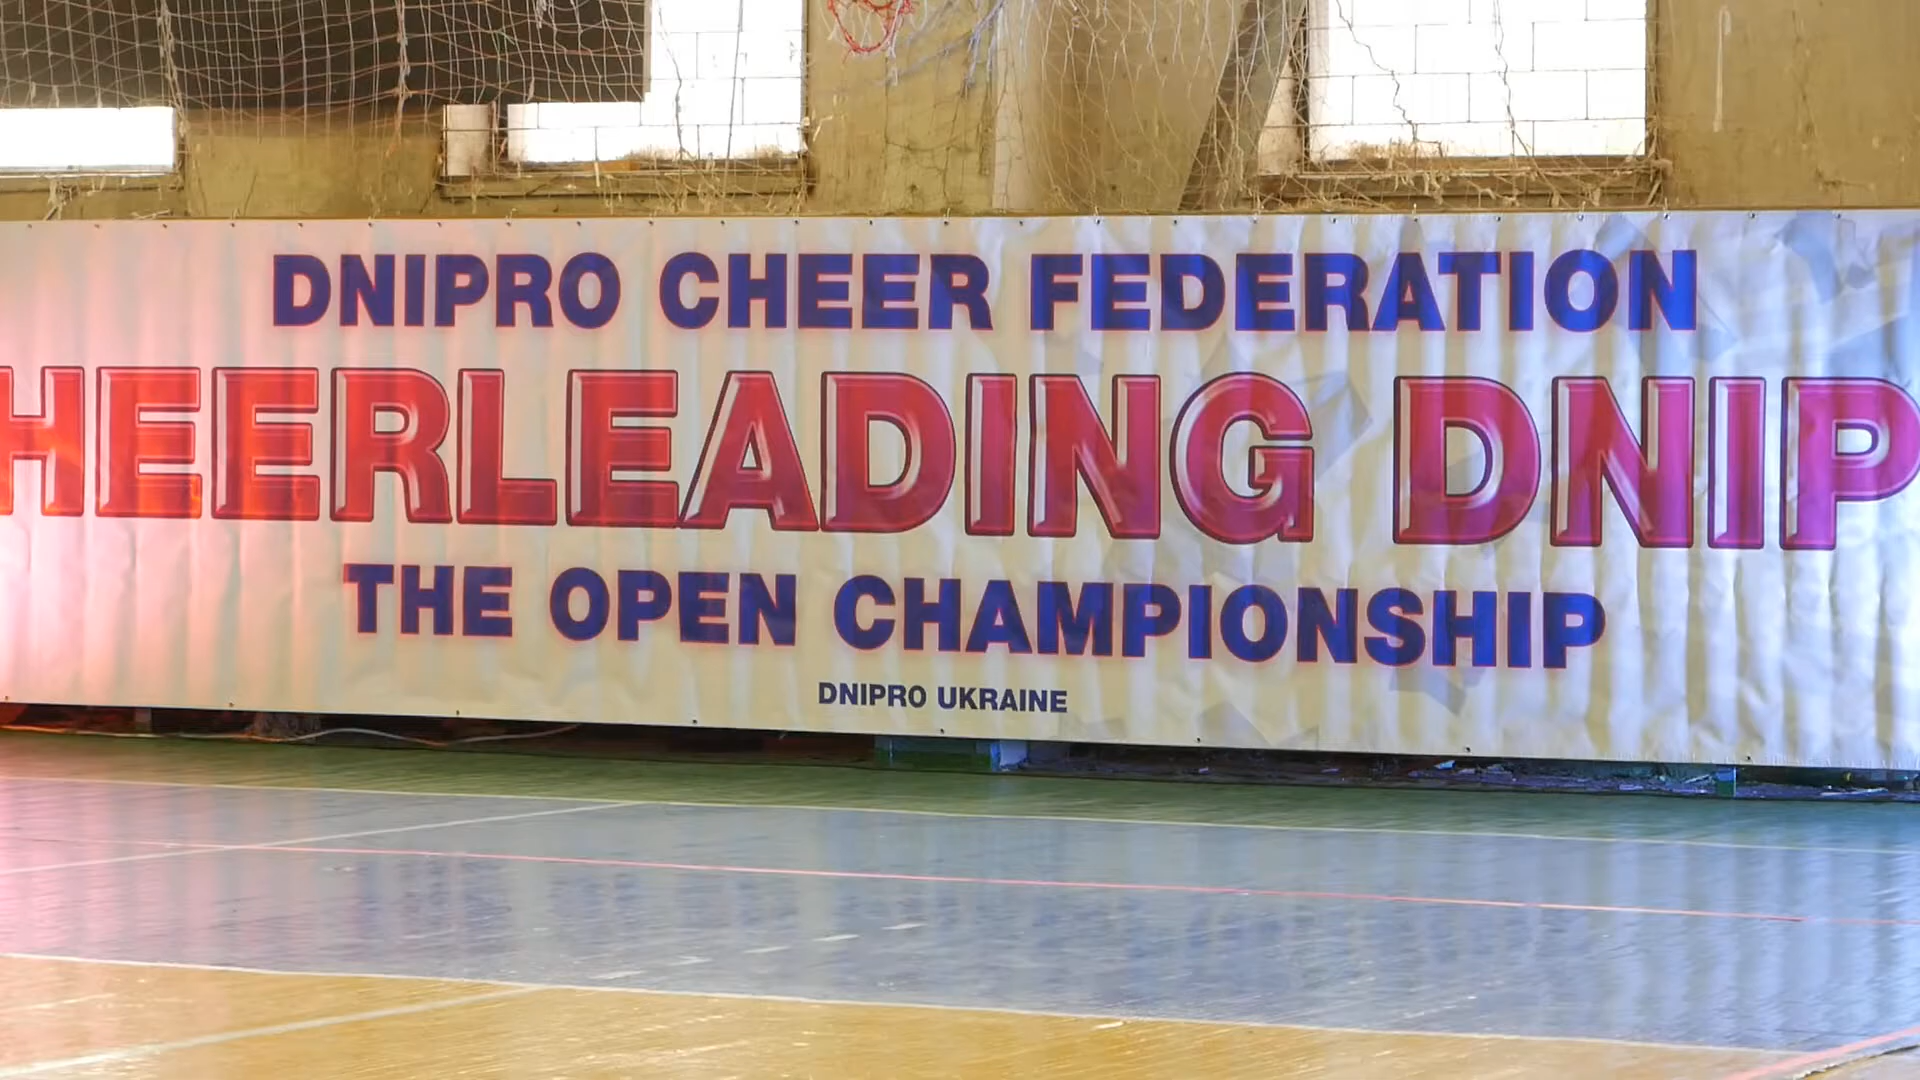 DNIPRO CHEER FEDERATION
HEERLEADING DNIP
THE OPEN CHAMPIONSHIP
DNIPRO UKRAINE